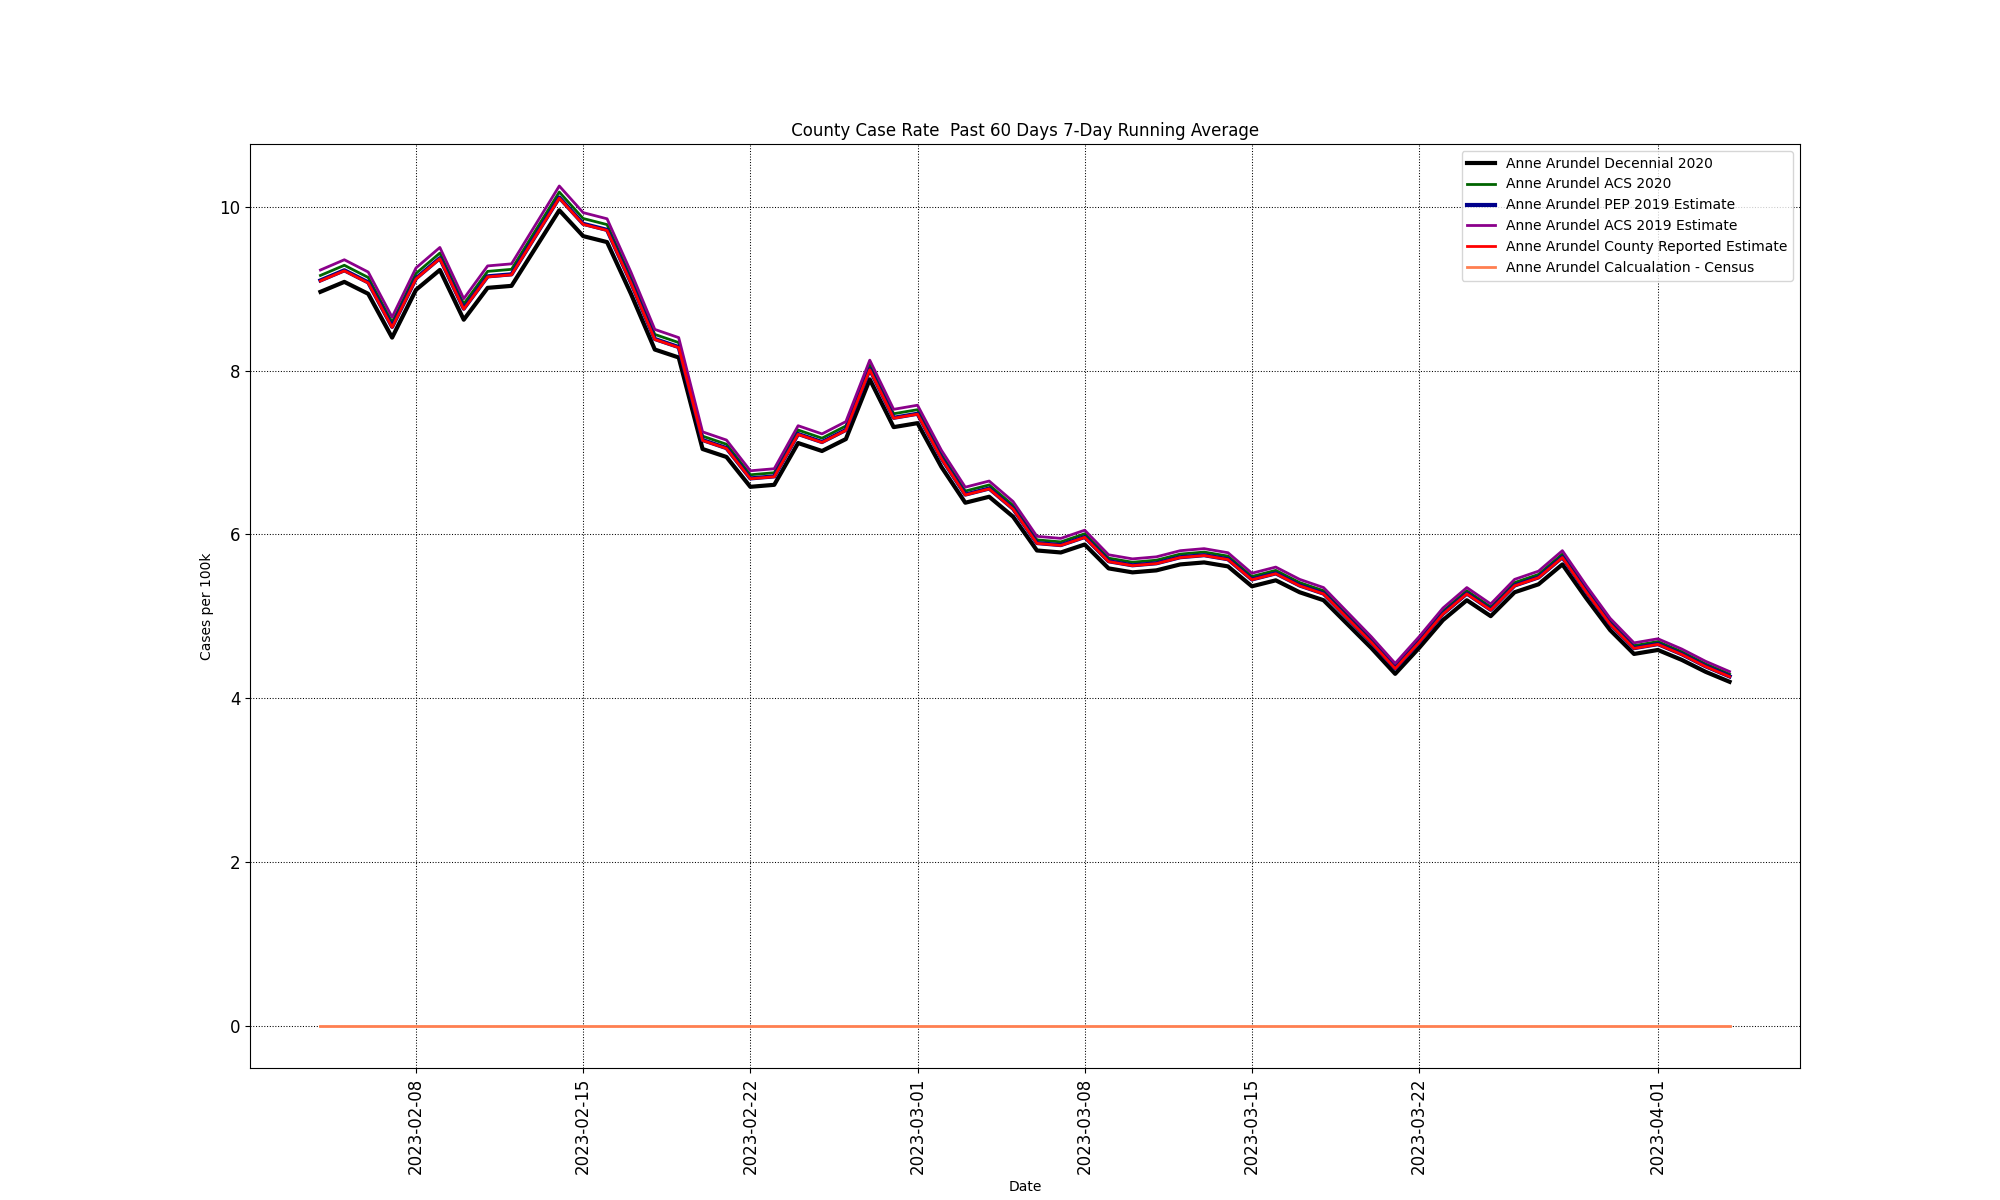 County Case Rate  Past 60 Days 7-Day Running Average
Anne Arundel Decennial 2020
Anne Arundel ACS 2020
Anne Arundel PEP 2019 Estimate
Anne Arundel ACS 2019 Estimate
Anne Arundel County Reported Estimate
Anne Arundel Calcualation - Census
10
8
6
4
2
0
Cases per 100k
2023-02-08
2023-02-15
2023-02-22
2023-03-01
2023-03-08
2023-03-15
2023-03-22
2023-04-01
Date